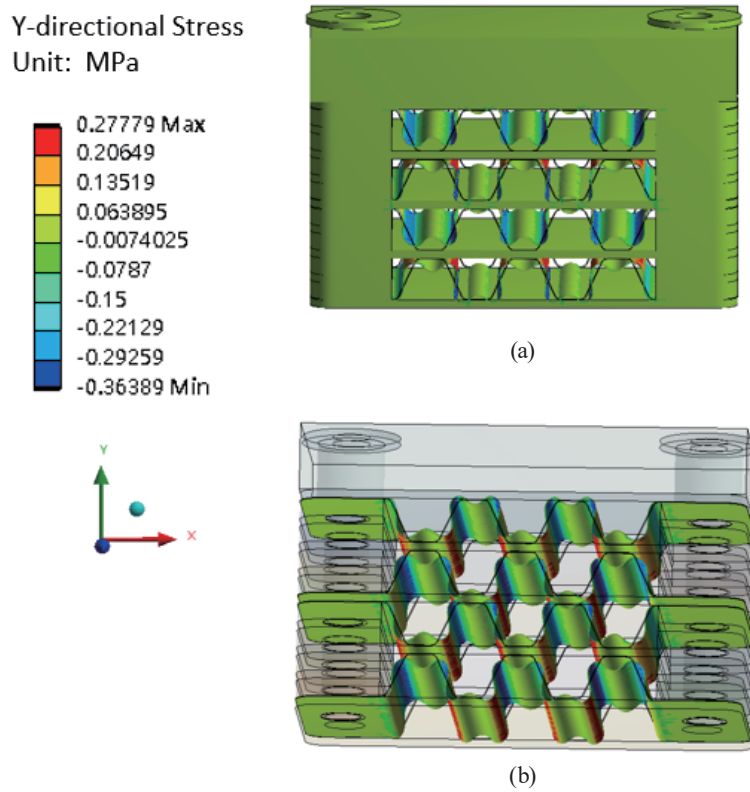 Y-directional Stress
Unit: MPa
0.27779 Max
0.20649
0.13519
0.063895
-0.0074025
-0.0787
-0.15
-0.22129
-0.29259
-0.36389 Min
(a)
Y
X
(b)